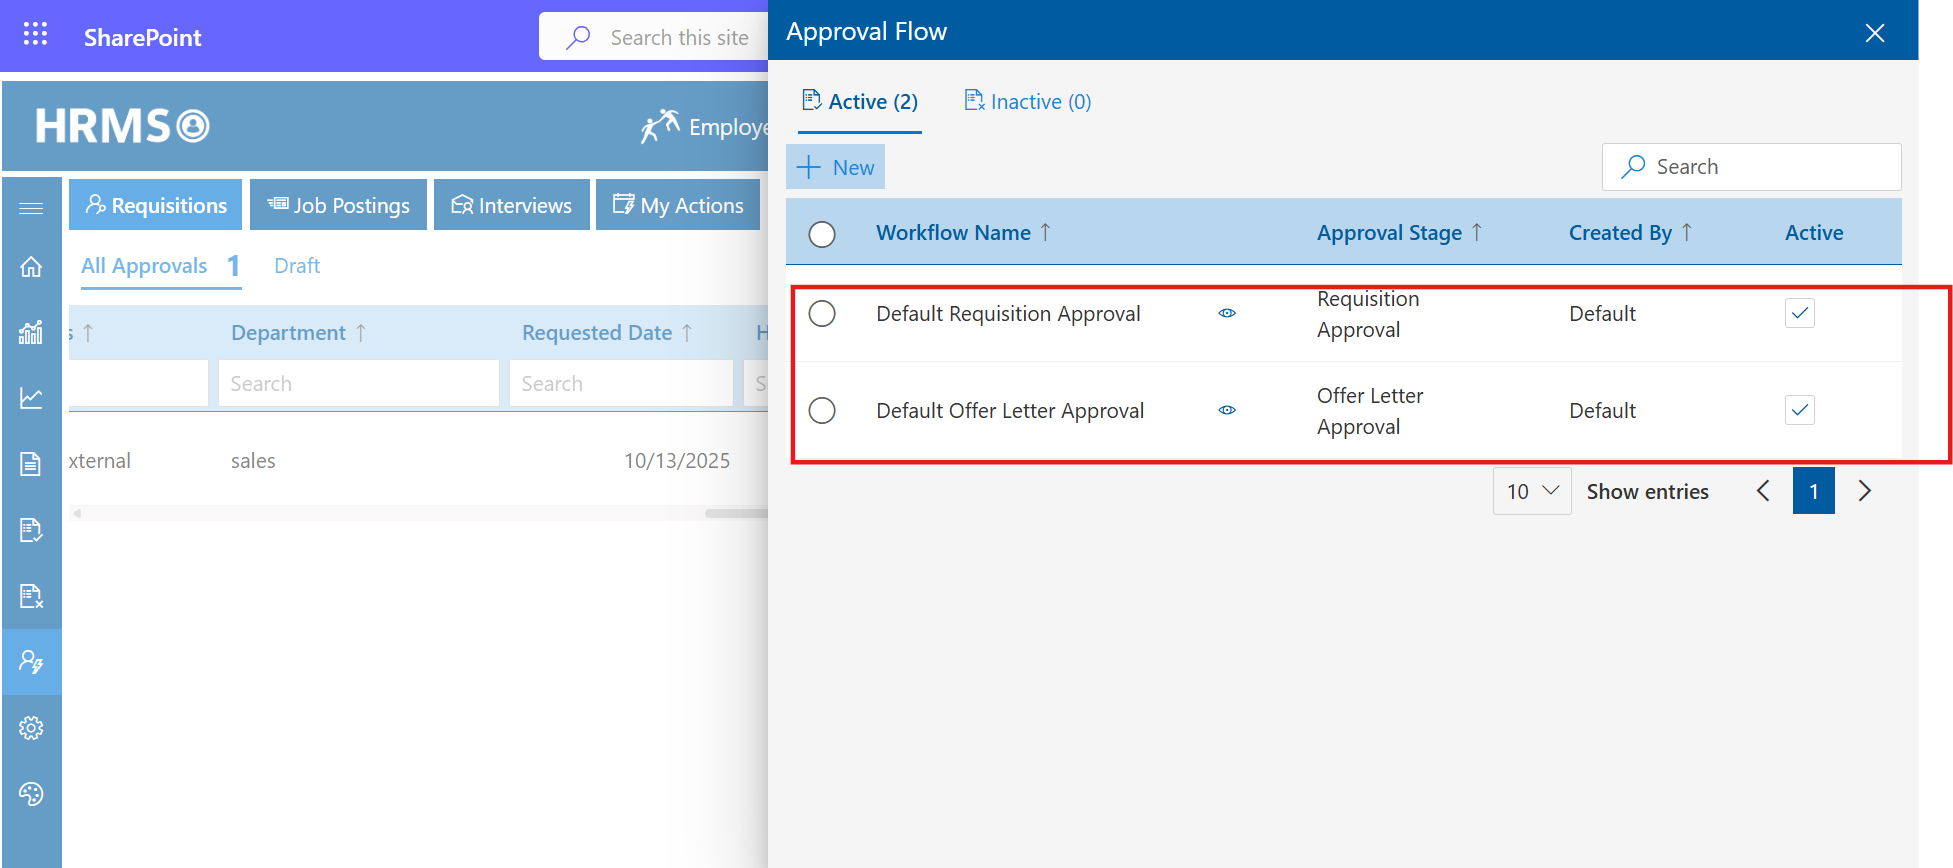 SharePoint
Search this site
HRMS
Employe
Requisitions
Job Postings
Interviews
My Actions
All Approvals 1
Draft
s
Department
Requested Date
H
Search
Search
S
xternal
sales
10/13/2025
Approval Flow
Active (2)
Inactive (0)
New
Search
Workflow Name
Approval Stage
Created By
Active
Default Requisition Approval
Requisition
Approval
Default
Default Offer Letter Approval
Offer Letter
Approval
Default
10
Show entries
1